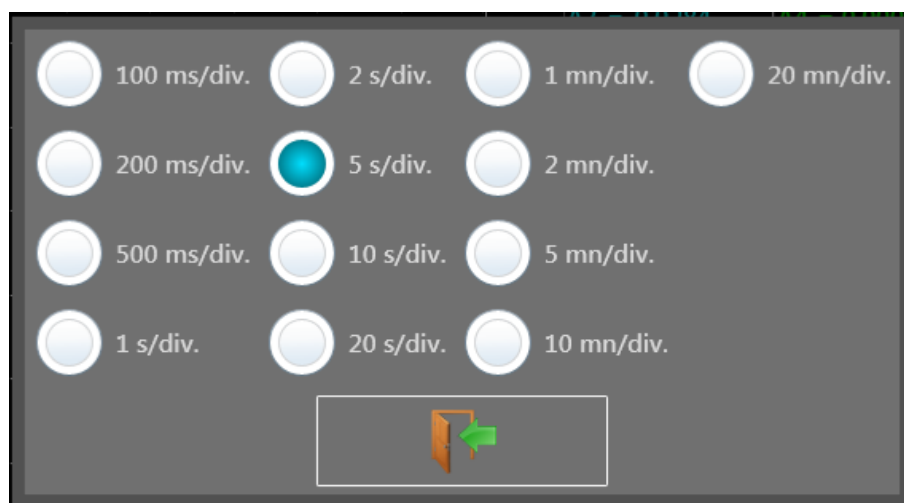 100 ms/div. 2 s/div. 1 mn/div. 20 mn/div.
200 ms/div. 5 s/div. 2 mn/div.
500 ms/div. 10 s/div. 5 mn/div.
1 s/div. 20 s/div. 10 mn/div.